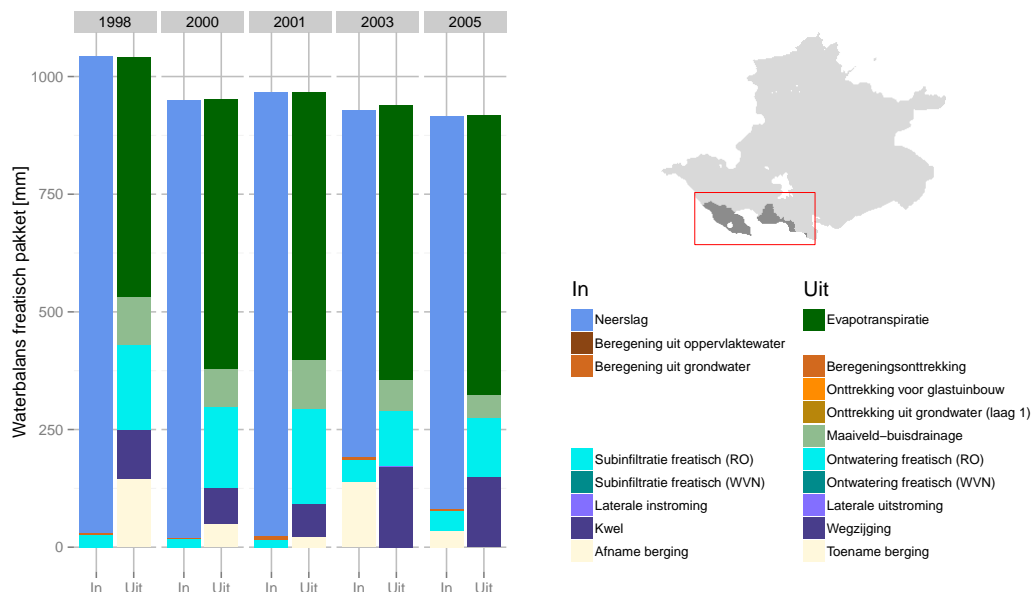 1998 2000 2001 2003 2005
Waterbalans freatisch pakket [mm]
1000
750
500
250
0
In Uit In Uit In Uit In Uit In Uit
In
Neerslag
Beregening uit oppervlaktewater
Beregening uit grondwater
Subinfiltratie freatisch (RO)
Subinfiltratie freatisch (WVN)
Laterale instroming
Kwel
Afname berging
Uit
Evapotranspiratie
Beregeningsonttrekking
Onttrekking voor glastuinbouw
Onttrekking uit grondwater (laag 1)
Maaiveld−buisdrainage
Ontwatering freatisch (RO)
Ontwatering freatisch (WVN)
Laterale uitstroming
Wegzijging
Toename berging